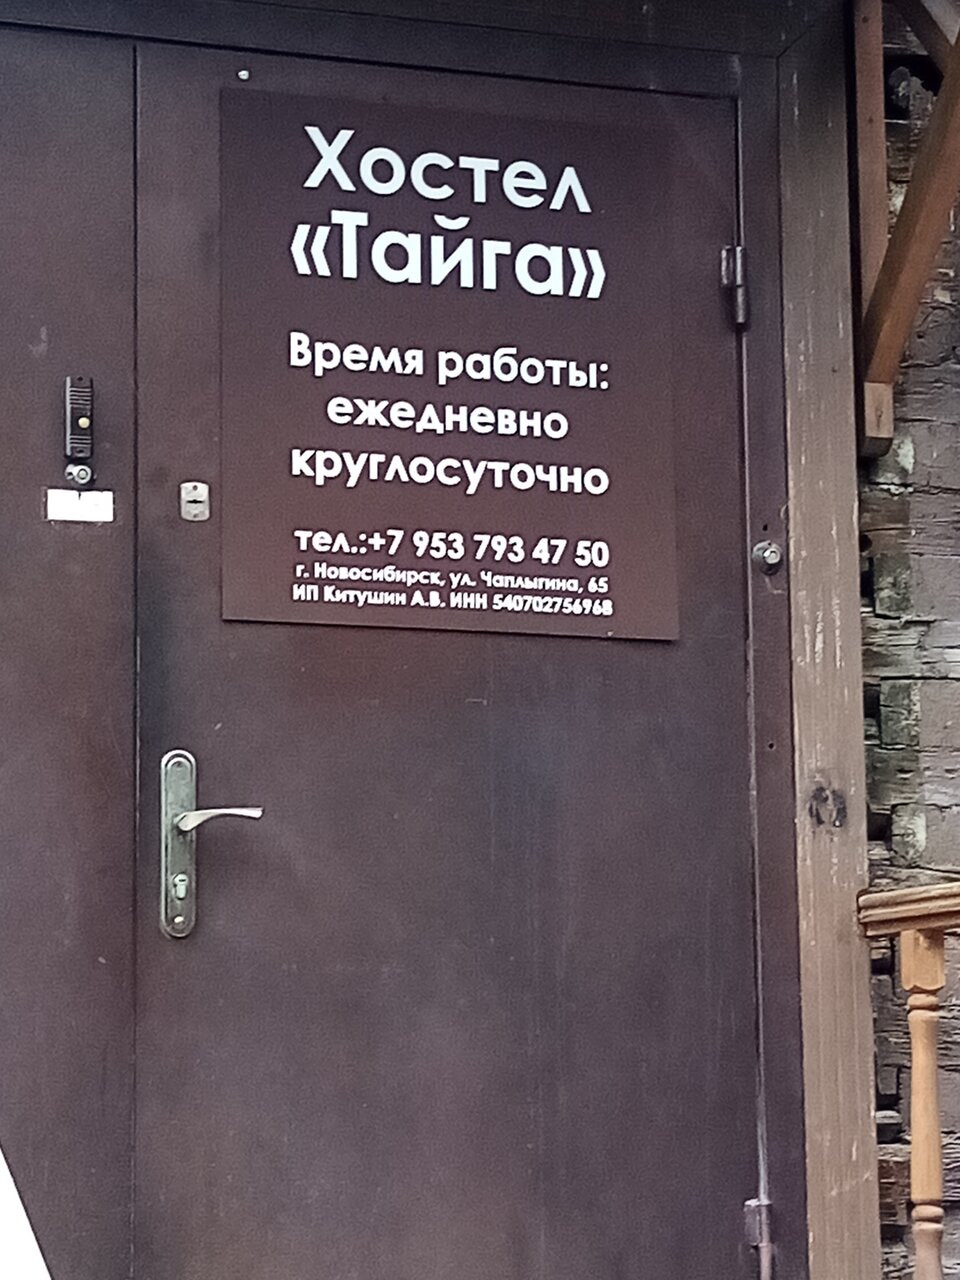 Хостел
«Тайга»
Время работы:
ежедневно
круглосуточно
тел.:+7 953 793 47 50
г. Новосибирск, ул. Чаплыгина, 65
ИП Китушин А.В. ИНН 540702756968